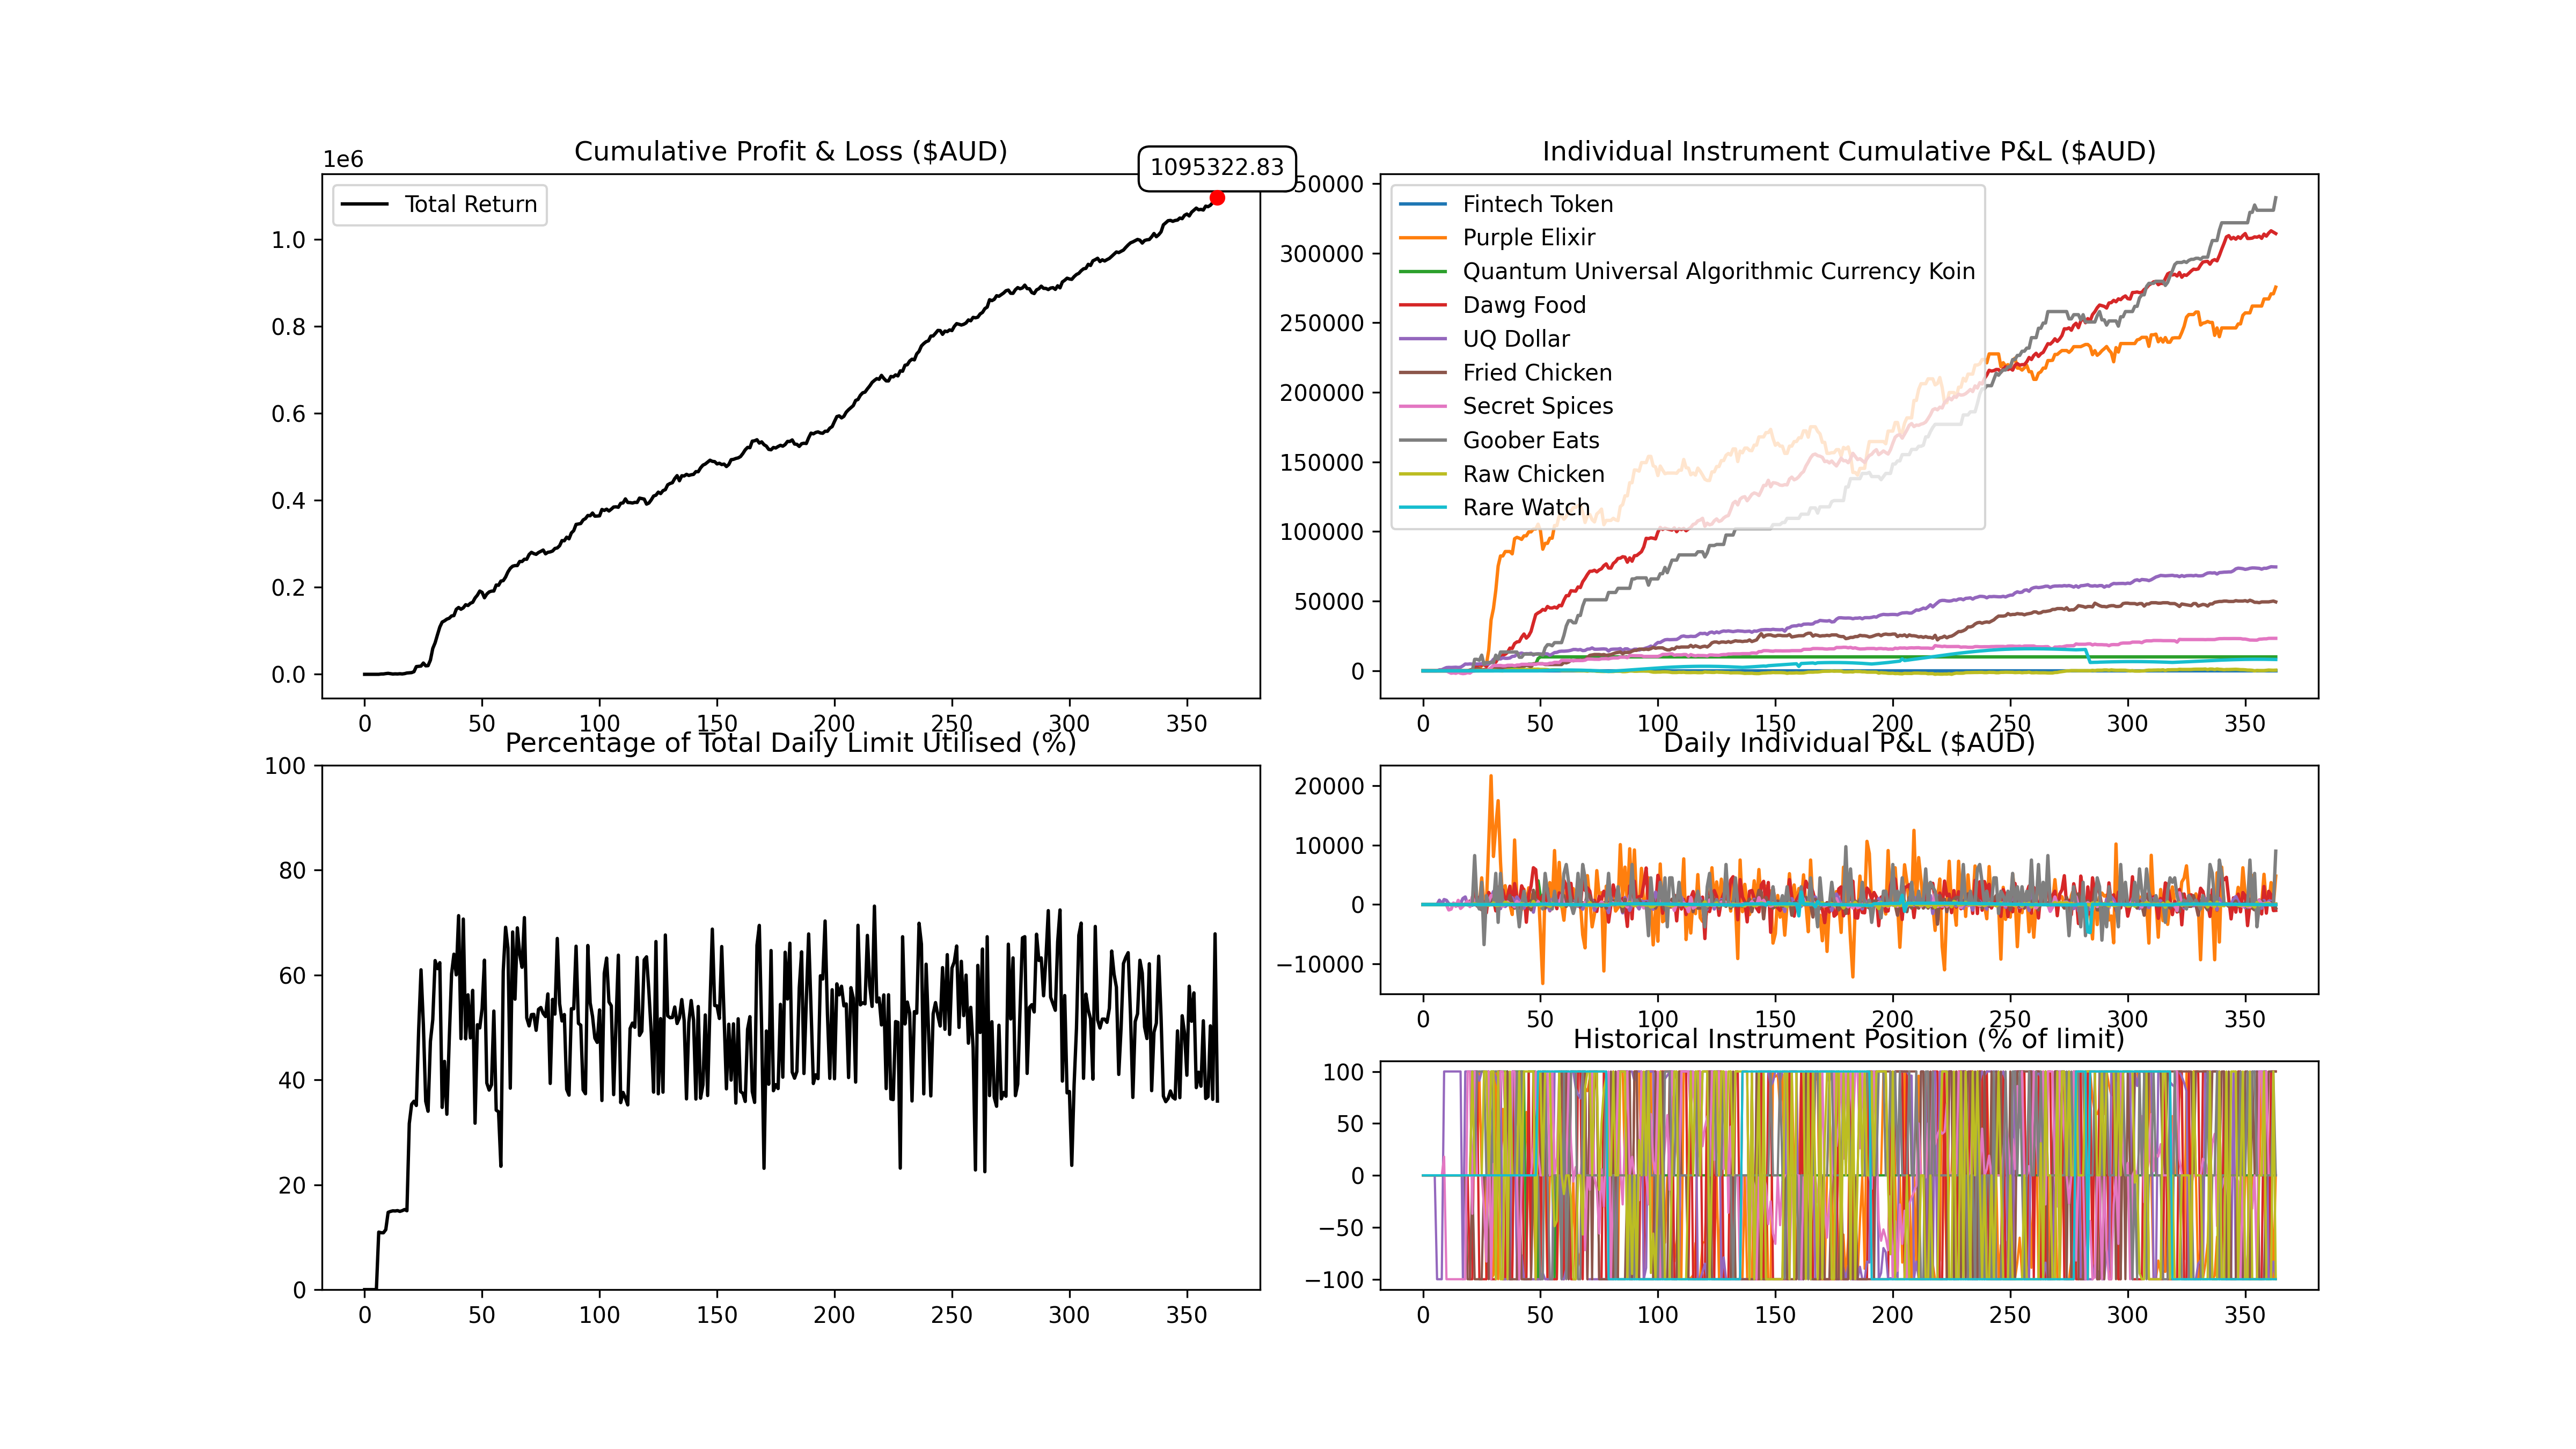 Cumulative Profit & Loss ($AUD)
1e6
1095322.83
Total Return
1.0
0.8
0.6
0.4
0.2
0.0
0 50 100 150 200 250 300 350
Individual Instrument Cumulative P&L ($AUD)
50000
300000
250000
200000
150000
100000
50000
0
Fintech Token
Purple Elixir
Quantum Universal Algorithmic Currency Koin
Dawg Food
UQ Dollar
Fried Chicken
Secret Spices
Goober Eats
Raw Chicken
Rare Watch
0 50 100 150 200 250 300 350
Percentage of Total Daily Limit Utilised (%)
100
80
60
40
20
0
0 50 100 150 200 250 300 350
Daily Individual P&L ($AUD)
20000
10000
0
−10000
0 50 100 150 200 250 300 350
Historical Instrument Position (% of limit)
100
50
0
−50
−100
0 50 100 150 200 250 300 350